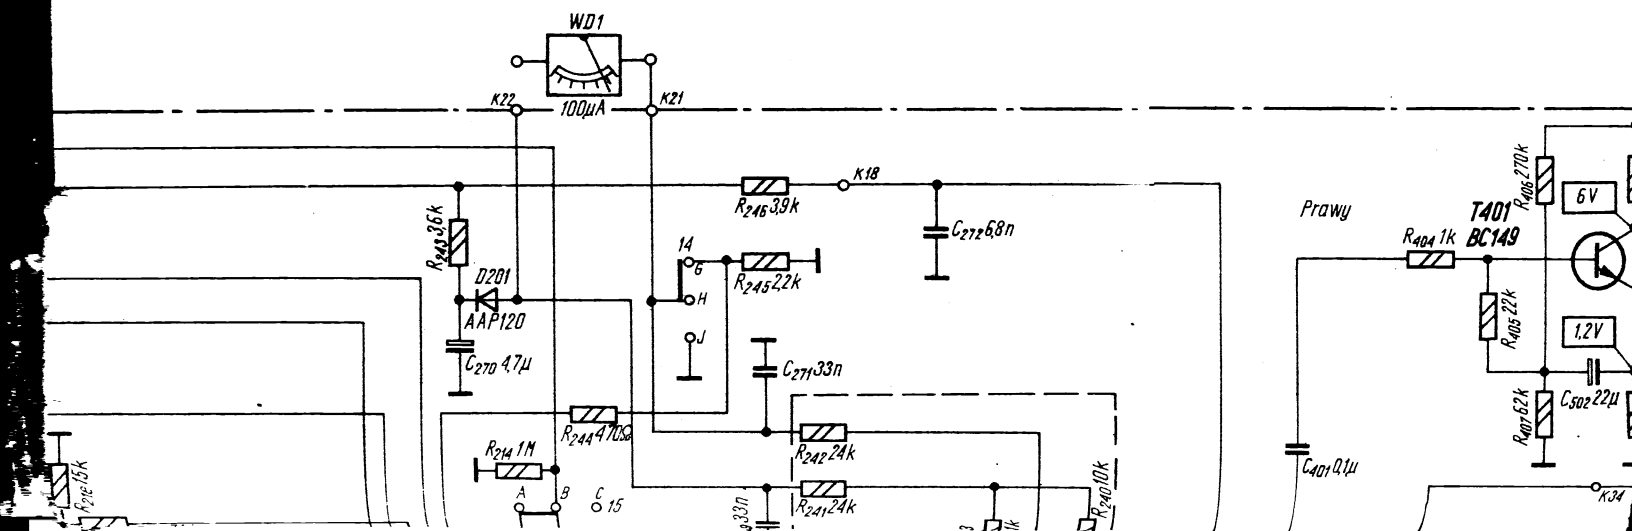 WD1
K22
100µA
K21
K18
R246 3,9k
C272 6,8n
R243 3,6k
D201
AAP120
C270 4,7µ
14
G
H
J
R245 2,2k
C271 33n
R244 470Ω
R242 24k
R214 1M
A
B
C
15
R241 24k
R240 10k
33n
1k
R216 15k
Prawy
R404 1k
T401
BC149
R406 270k
6V
R405 22k
1,2V
C502 22µ
R407 62k
C401 0,1µ
K34